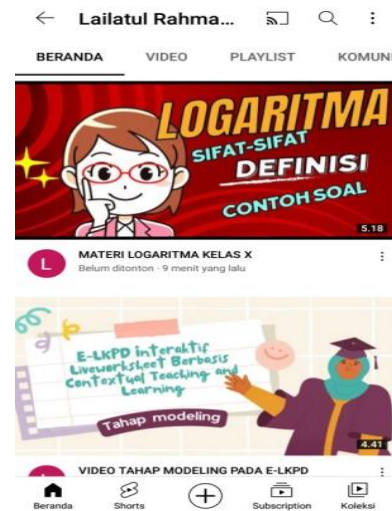 Lailatul Rahma...
BERANDA VIDEO PLAYLIST KOMUNI
LOGARITMA
SIFAT-SIFAT
DEFINISI
CONTOH SOAL
5.18
L
MATERI LOGARITMA KELAS X
Belum ditonton · 9 menit yang lalu
E-LKPD interaktif
Liveworksheet Berbasis
Contextual Teaching and
Learning
Tahap modeling
4.41
VIDEO TAHAP MODELING PADA E-LKPD
Beranda Shorts Subscription Koleksi